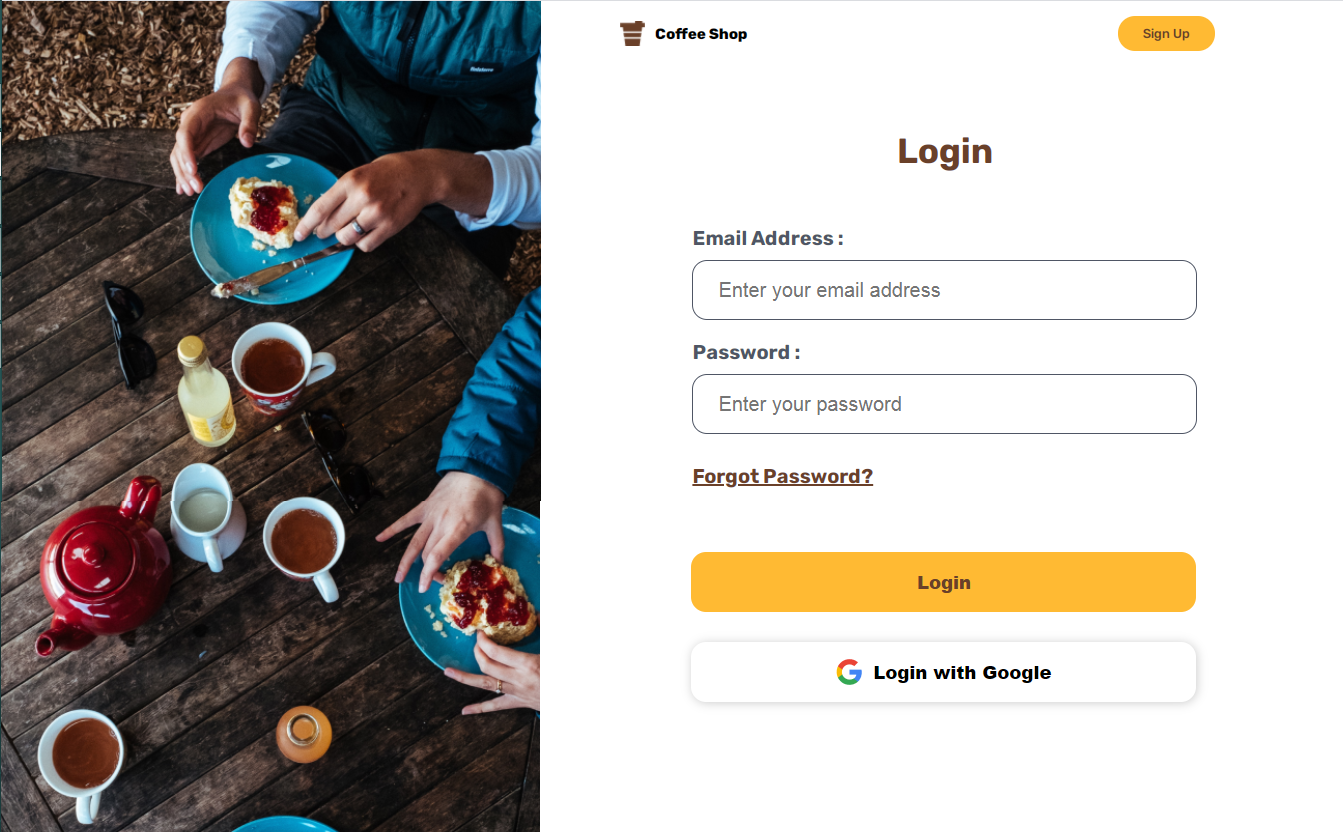 Coffee Shop
Sign Up
Login
Email Address :
Enter your email address
Password :
Enter your password
Forgot Password?
Login
Login with Google